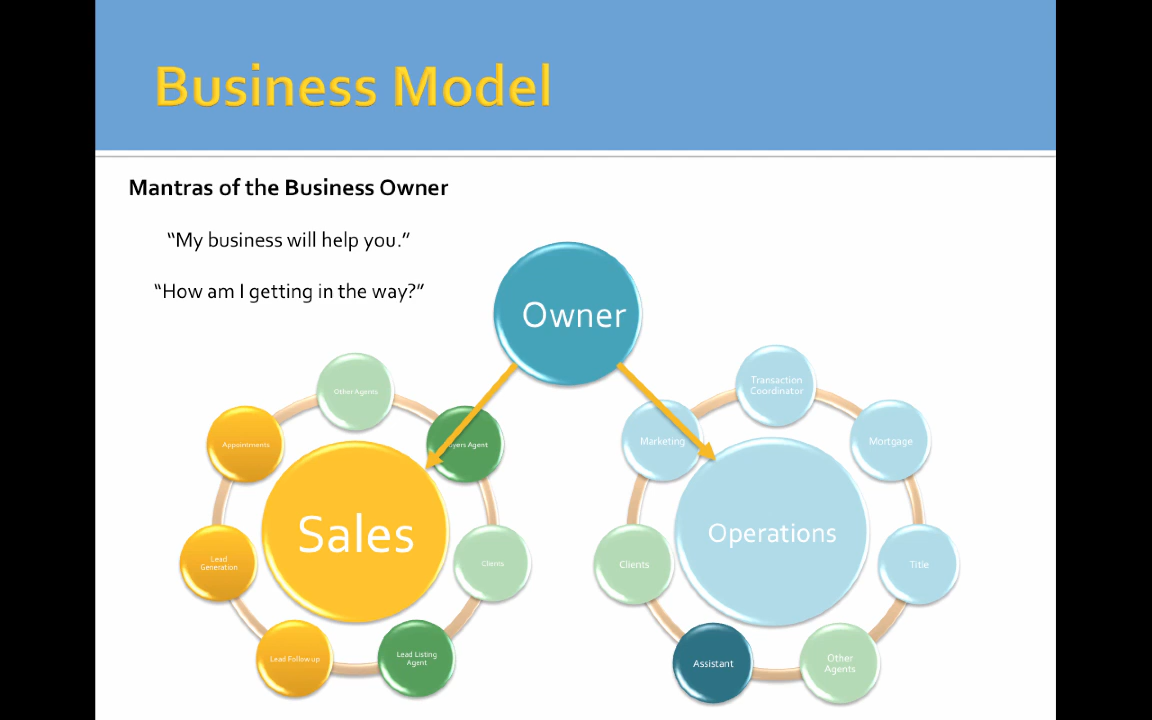 Business Model
Mantras of the Business Owner
“My business will help you.”
“How am I getting in the way?”
Owner
Other Agents
Appointments
yers Agent
Sales
Lead
Generation
Clients
Lead Follow up
Lead Listing
Agent
Transaction
Coordinator
Marketing
Mortgage
Operations
Clients
Title
Assistant
Other
Agents